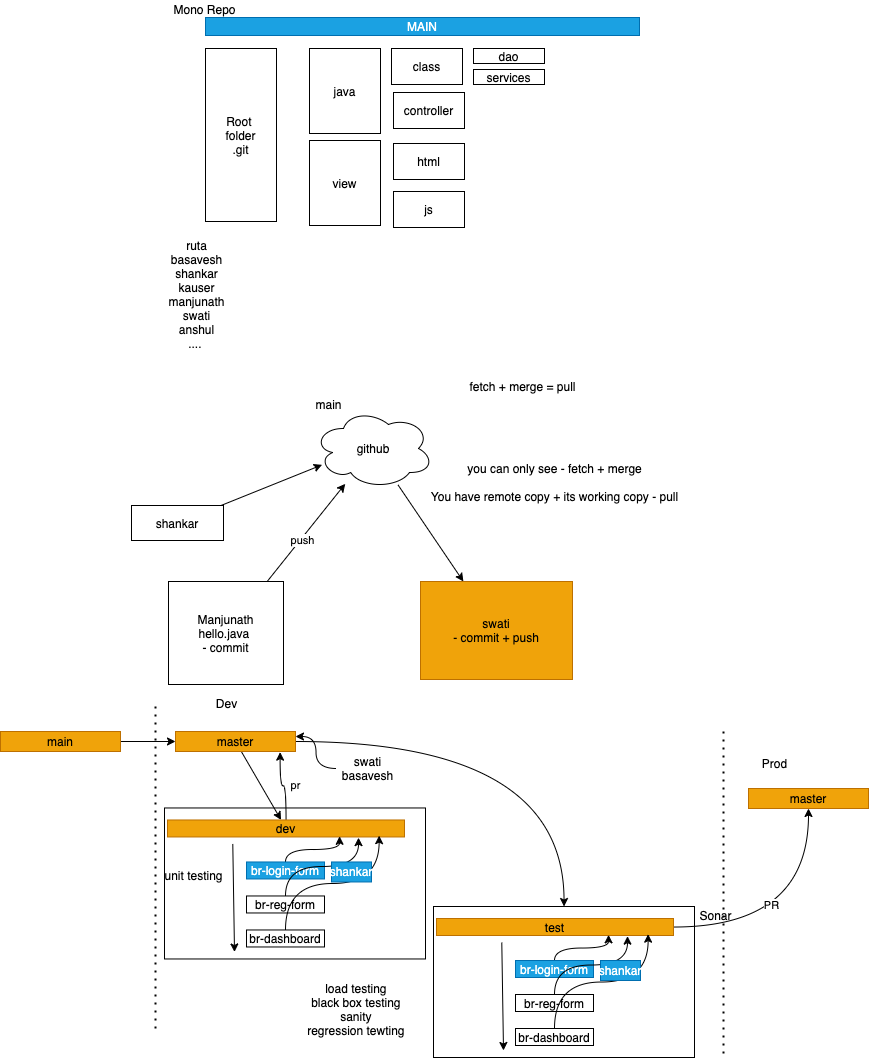 Mono Repo
MAIN
Root
folder
.git
java
view
class
controller
html
js
dao
services
ruta
basavesh
shankar
kauser
manjunath
swati
anshul
....
fetch + merge = pull
main
github
you can only see - fetch + merge
You have remote copy + its working copy - pull
shankar
push
Manjunath
hello.java
- commit
swati
- commit + push
Dev
main
master
swati
basavesh
pr
Prod
master
dev
unit testing
br-login-form
shankar
br-reg-form
br-dashboard
PR
Sonar
test
br-login-form
shankar
br-reg-form
br-dashboard
load testing
black box testing
sanity
regression tewting